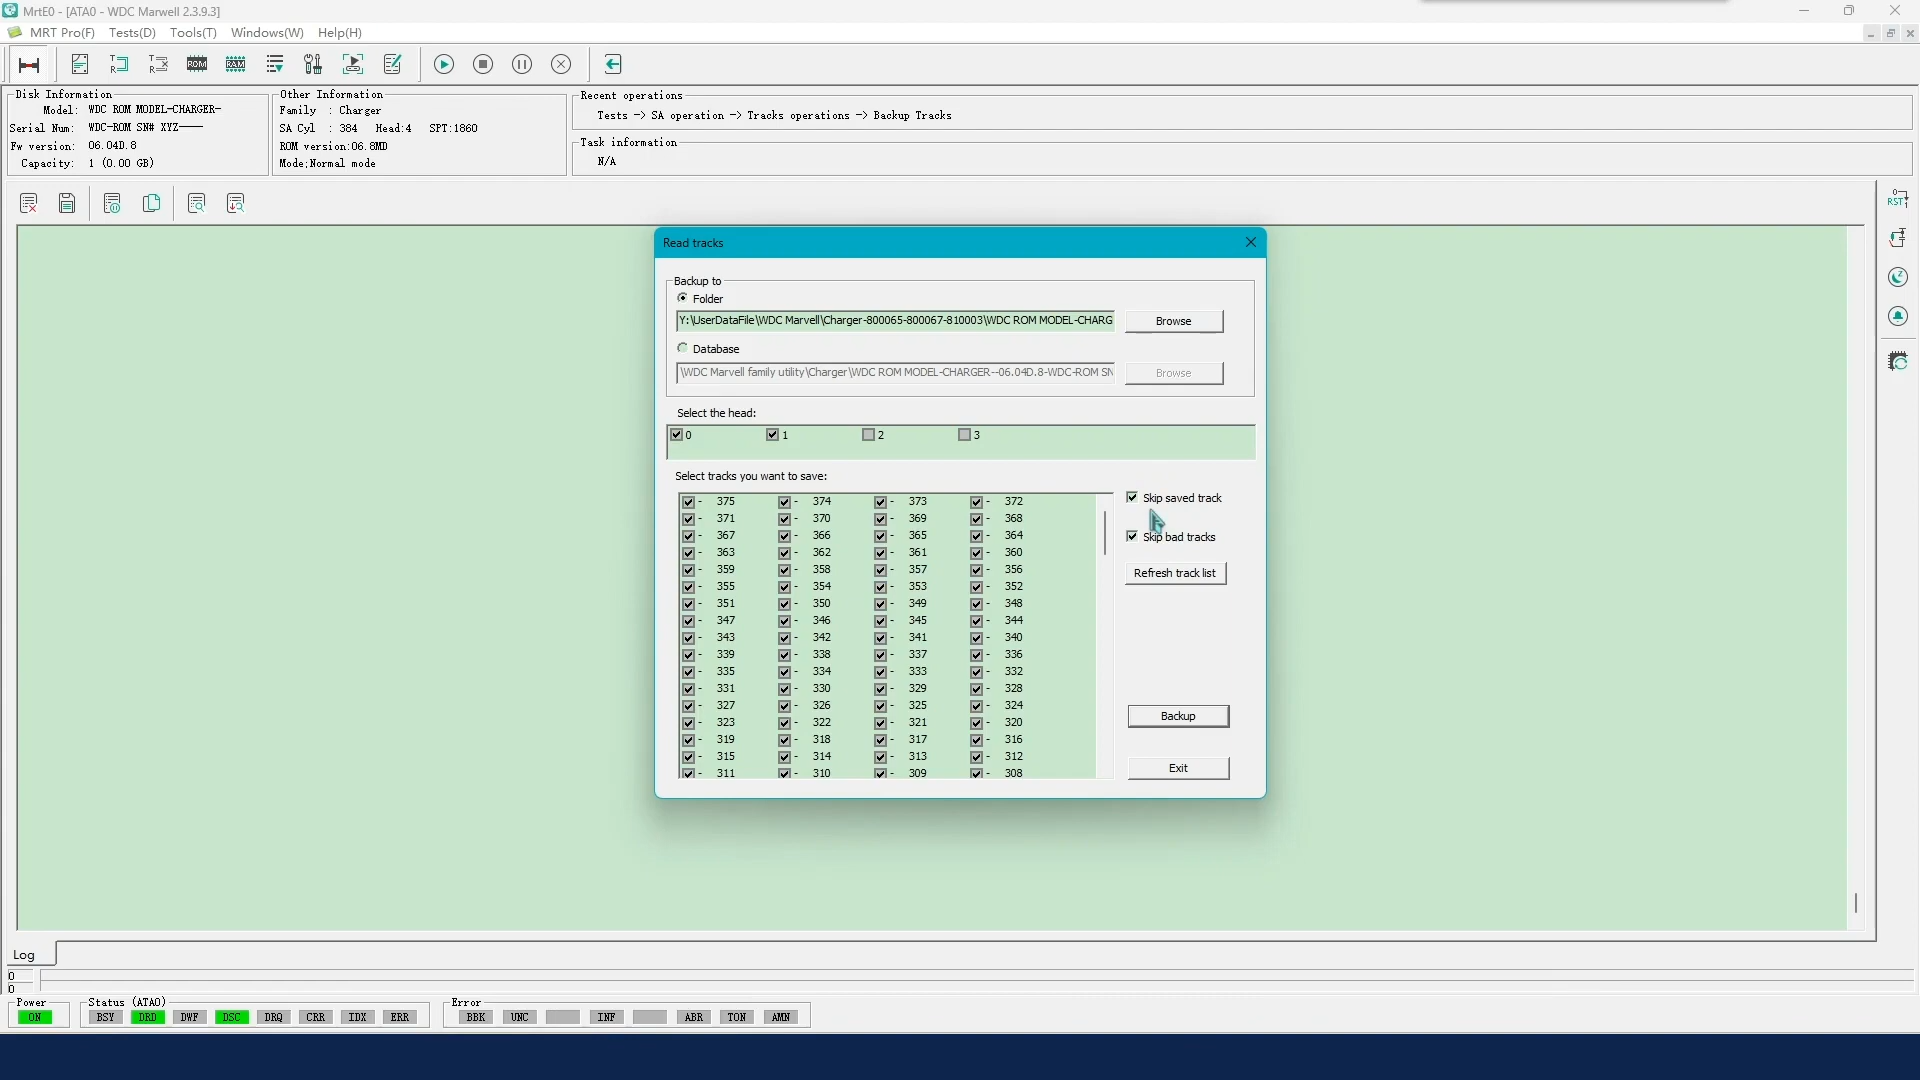 MrtE0 - [ATA0 - WDC Marwell 2.3.9.3]
MRT Pro(F) Tests(D) Tools(T) Windows(W) Help(H)
ROM RAM
Disk Information
Model: WDC ROM MODEL-CHARGER-
Serial Num: WDC-ROM SN# XYZ----
Fw version: 06.04D.8
Capacity: 1 (0.00 GB)
Other Information
Family : Charger
SA Cyl : 384 Head:4 SPT:1860
ROM version:06.8MD
Mode:Normal mode
Recent operations
Tests -> SA operation -> Tracks operations -> Backup Tracks
Task information
N/A
RST
Read tracks
Backup to
Folder
Y:\UserDataFile\WDC Marvell\Charger-800065-800067-810003\WDC ROM MODEL-CHARG
Browse
Database
\WDC Marvell family utility\Charger\WDC ROM MODEL-CHARGER--06.04D.8-WDC-ROM SN
Browse
Select the head:
0 1 2 3
Select tracks you want to save:
- 375 - 374 - 373 - 372
- 371 - 370 - 369 - 368
- 367 - 366 - 365 - 364
- 363 - 362 - 361 - 360
- 359 - 358 - 357 - 356
- 355 - 354 - 353 - 352
- 351 - 350 - 349 - 348
- 347 - 346 - 345 - 344
- 343 - 342 - 341 - 340
- 339 - 338 - 337 - 336
- 335 - 334 - 333 - 332
- 331 - 330 - 329 - 328
- 327 - 326 - 325 - 324
- 323 - 322 - 321 - 320
- 319 - 318 - 317 - 316
- 315 - 314 - 313 - 312
- 311 - 310 - 309 - 308
Skip saved track
Skip bad tracks
Refresh track list
Backup
Exit
Log
0
0
Power
ON
Status (ATA0)
BSY DRD DWF DSC DRQ CRR IDX ERR
Error
BBK UNC INF ABR TON AMN